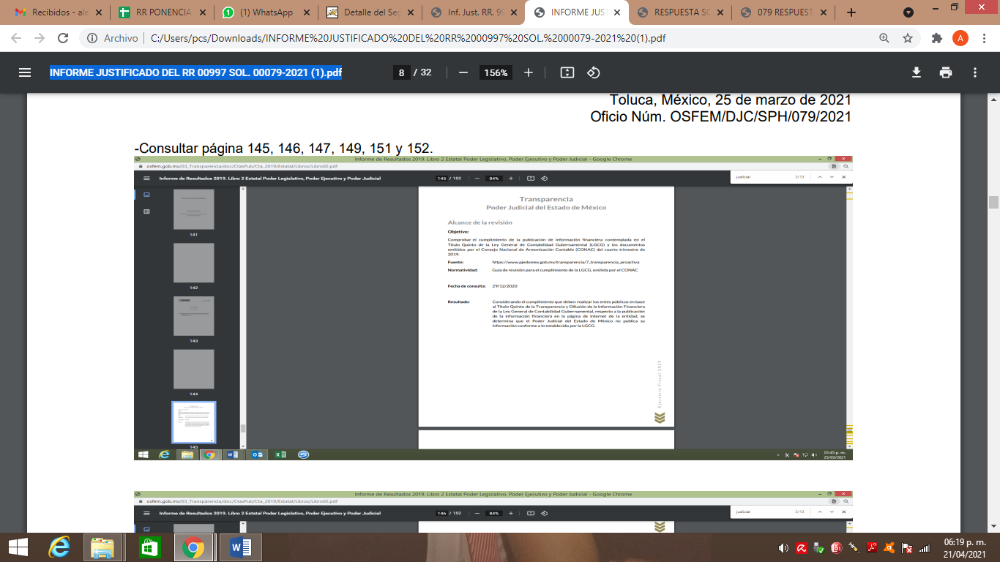 Recibidos - ale
RR PONENCIA
(1) WhatsApp
Detalle del Seg
Inf. Just. RR. 99
INFORME JUST
RESPUESTA SO
079 RESPUEST
Archivo
C:/Users/pcs/Downloads/INFORME%20JUSTIFICADO%20DEL%20RR%2000997%20SOL.%2000079-2021%20(1).pdf
A
INFORME JUSTIFICADO DEL RR 00997 SOL. 00079-2021 (1).pdf
8 / 32
156%
Toluca, México, 25 de marzo de 2021
Oficio Núm. OSFEM/DJC/SPH/079/2021
-Consultar página 145, 146, 147, 149, 151 y 152.
Informe de Resultados 2019. Libro 2 Estatal Poder Legislativo, Poder Ejecutivo y Poder Judicial - Google Chrome
osfem.gob.mx/03_Transparencia/doc/CtasPub/Cta_2019/Estatal/Libros/Libro02.pdf
Informe de Resultados 2019. Libro 2 Estatal Poder Legislativo, Poder Ejecutivo y Poder Judicial
145 / 152
84%
judicial
3/13
141
142
143
144
145
Transparencia
Poder Judicial del Estado de México
Alcance de la revisión
Objetivo:
Comprobar el cumplimiento de la publicación de información financiera contemplada en el
Título Quinto de la Ley General de Contabilidad Gubernamental (LGCG) y los documentos
emitidos por el Consejo Nacional de Armonización Contable (CONAC) del cuarto trimestre de
2019.
Fuente: https://www.pjedomex.gob.mx/transparencia/7_transparencia_proactiva
Normatividad: Guía de revisión para el cumplimiento de la LGCG, emitida por el CONAC
Fecha de consulta: 29/12/2020
Resultado: Considerando el cumplimiento que deben realizar los entes públicos en base
al Título Quinto de la Transparencia y Difusión de la Información Financiera
de la Ley General de Contabilidad Gubernamental, respecto a la publicación
de la información financiera en la página de internet de la entidad, se
determina que el Poder Judicial del Estado de México no publica su
información conforme a lo establecido por la LGCG.
Ejercicio Fiscal 2019
01:45 p. m.
25/03/2021
Informe de Resultados 2019. Libro 2 Estatal Poder Legislativo, Poder Ejecutivo y Poder Judicial - Google Chrome
osfem.gob.mx/03_Transparencia/doc/CtasPub/Cta_2019/Estatal/Libros/Libro02.pdf
Informe de Resultados 2019. Libro 2 Estatal Poder Legislativo, Poder Ejecutivo y Poder Judicial
146 / 152
84%
judicial
3/13
06:19 p. m.
21/04/2021